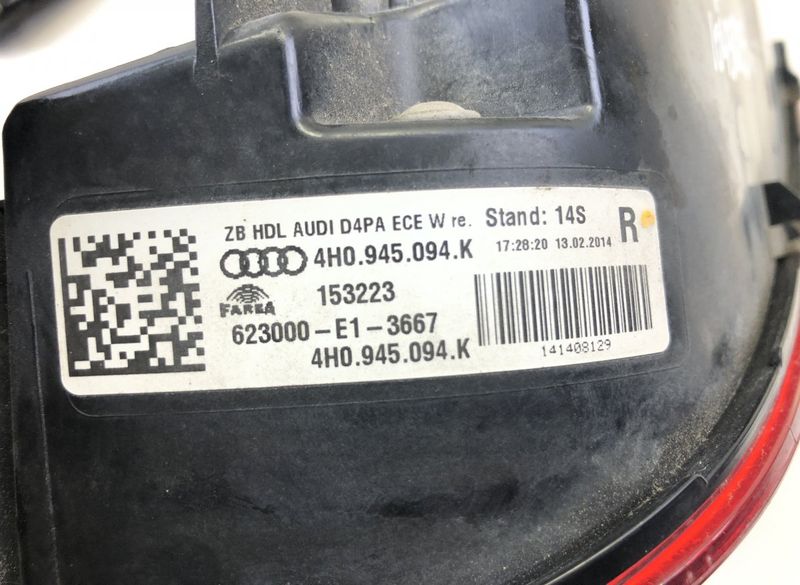 ZB HDL AUDI D4PA ECE W re. Stand: 14S R
4H0.945.094.K 17:28:20 13.02.2014
FARBA 153223
623000-E1-3667
4H0.945.094.K 141408129